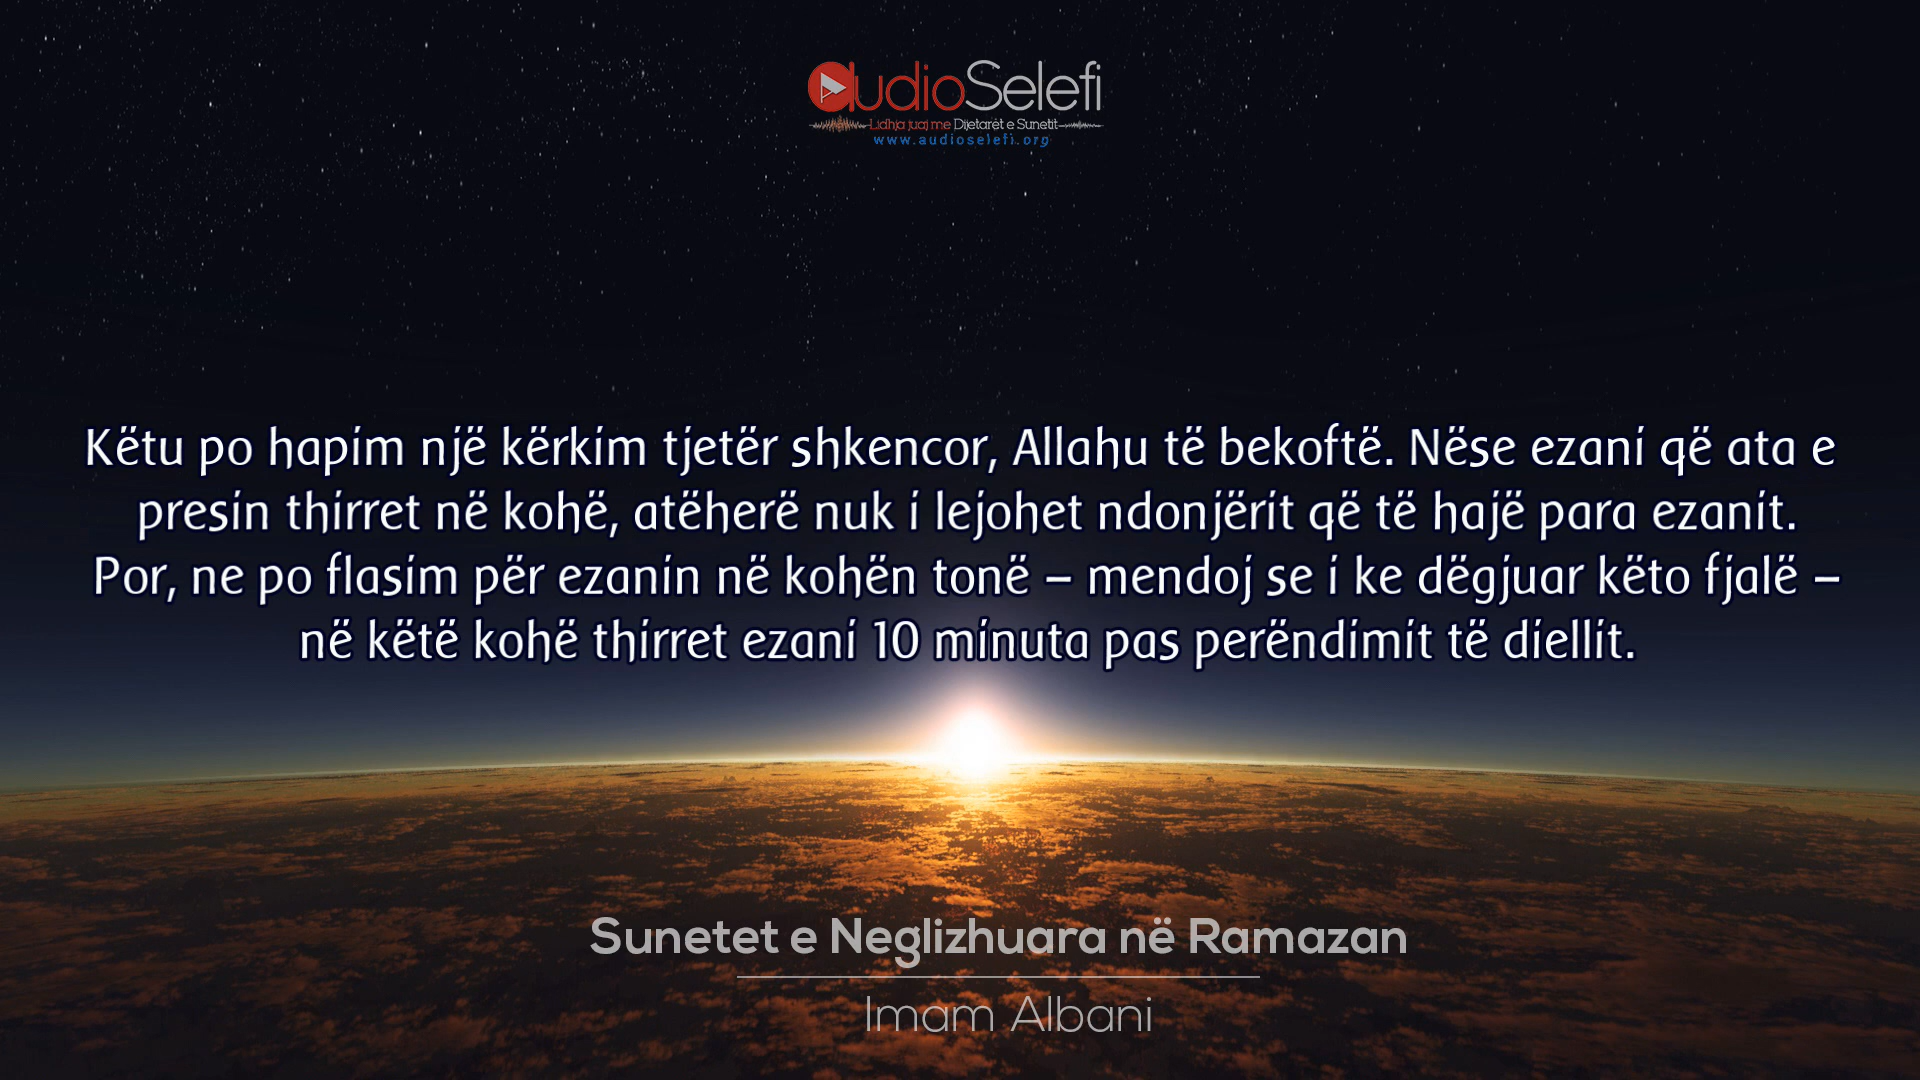 audioSelefi
Lidhja juaj me Dijetarët e Sunetit
www.audioselefi.org
Këtu po hapim një kërkim tjetër shkencor, Allahu të bekoftë. Nëse ezani që ata e
presin thirret në kohë, atëherë nuk i lejohet ndonjërit që të hajë para ezanit.
Por, ne po flasim për ezanin në kohën tonë – mendoj se i ke dëgjuar këto fjalë –
në këtë kohë thirret ezani 10 minuta pas perëndimit të diellit.
Sunetet e Neglizhuara në Ramazan
Imam Albani